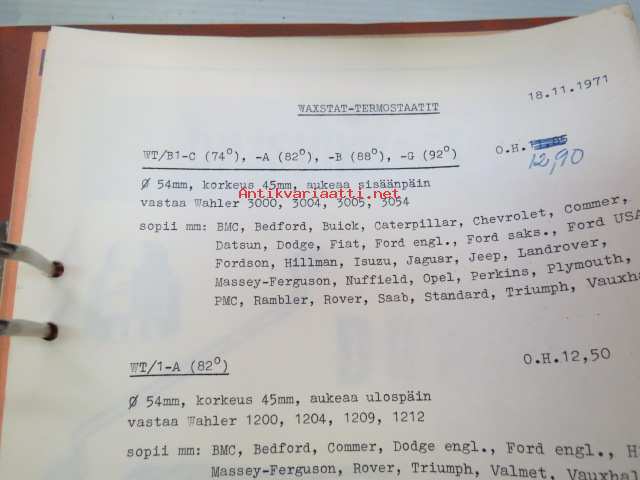 18.11.1971
WAXSTAT-TERMOSTAATIT
WT/B1-C (74°), -A (82°), -B (88°), -G (92°) O.H.
12,90
Ø 54mm, korkeus 45mm, aukeaa sisäänpäin
Antikvariaatti.net
vastaa Wahler 3000, 3004, 3005, 3054
sopii mm: BMC, Bedford, Buick, Caterpillar, Chevrolet, Commer,
Datsun, Dodge, Fiat, Ford engl., Ford saks., Ford USA
Fordson, Hillman, Isuzu, Jaguar, Jeep, Landrover,
Massey-Ferguson, Nuffield, Opel, Perkins, Plymouth,
PMC, Rambler, Rover, Saab, Standard, Triumph, Vauxha
WT/1-A (82°) O.H.12,50
Ø 54mm, korkeus 45mm, aukeaa ulospäin
vastaa Wahler 1200, 1204, 1209, 1212
sopii mm: BMC, Bedford, Commer, Dodge engl., Ford engl., H
Massey-Ferguson, Rover, Triumph, Valmet, Vauxhal